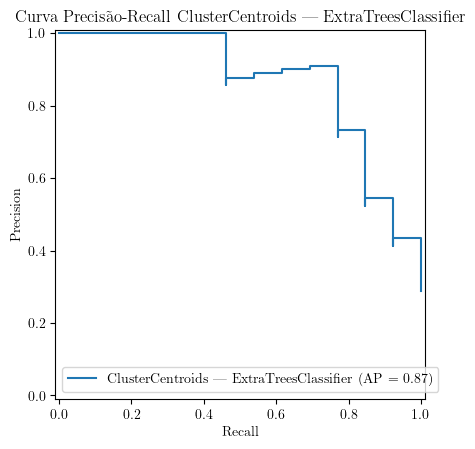 Curva Precisão-Recall ClusterCentroids — ExtraTreesClassifier
1.0
0.8
0.6
0.4
0.2
0.0
Precision
ClusterCentroids — ExtraTreesClassifier (AP = 0.87)
0.0 0.2 0.4 0.6 0.8 1.0
Recall